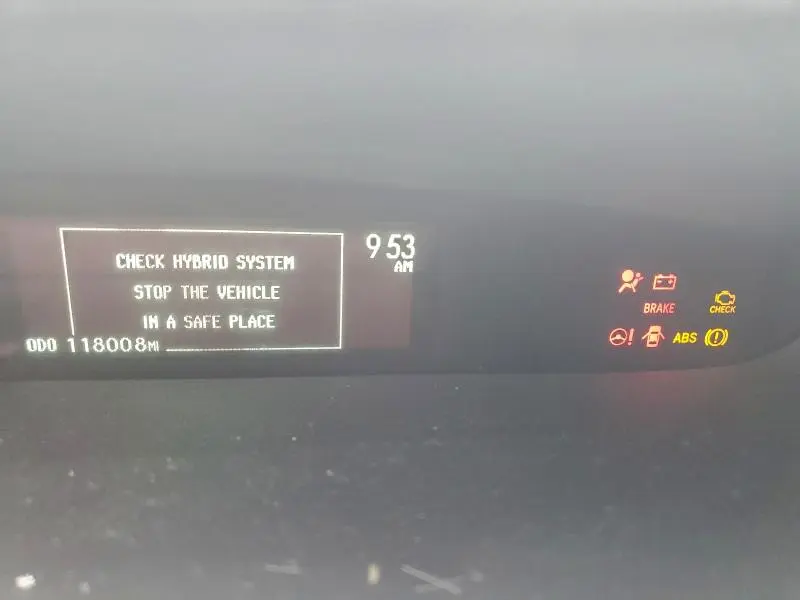 CHECK HYBRID SYSTEM
STOP THE VEHICLE
IN A SAFE PLACE
ODO 118008MI
9 53
AM
BRAKE
CHECK
ABS